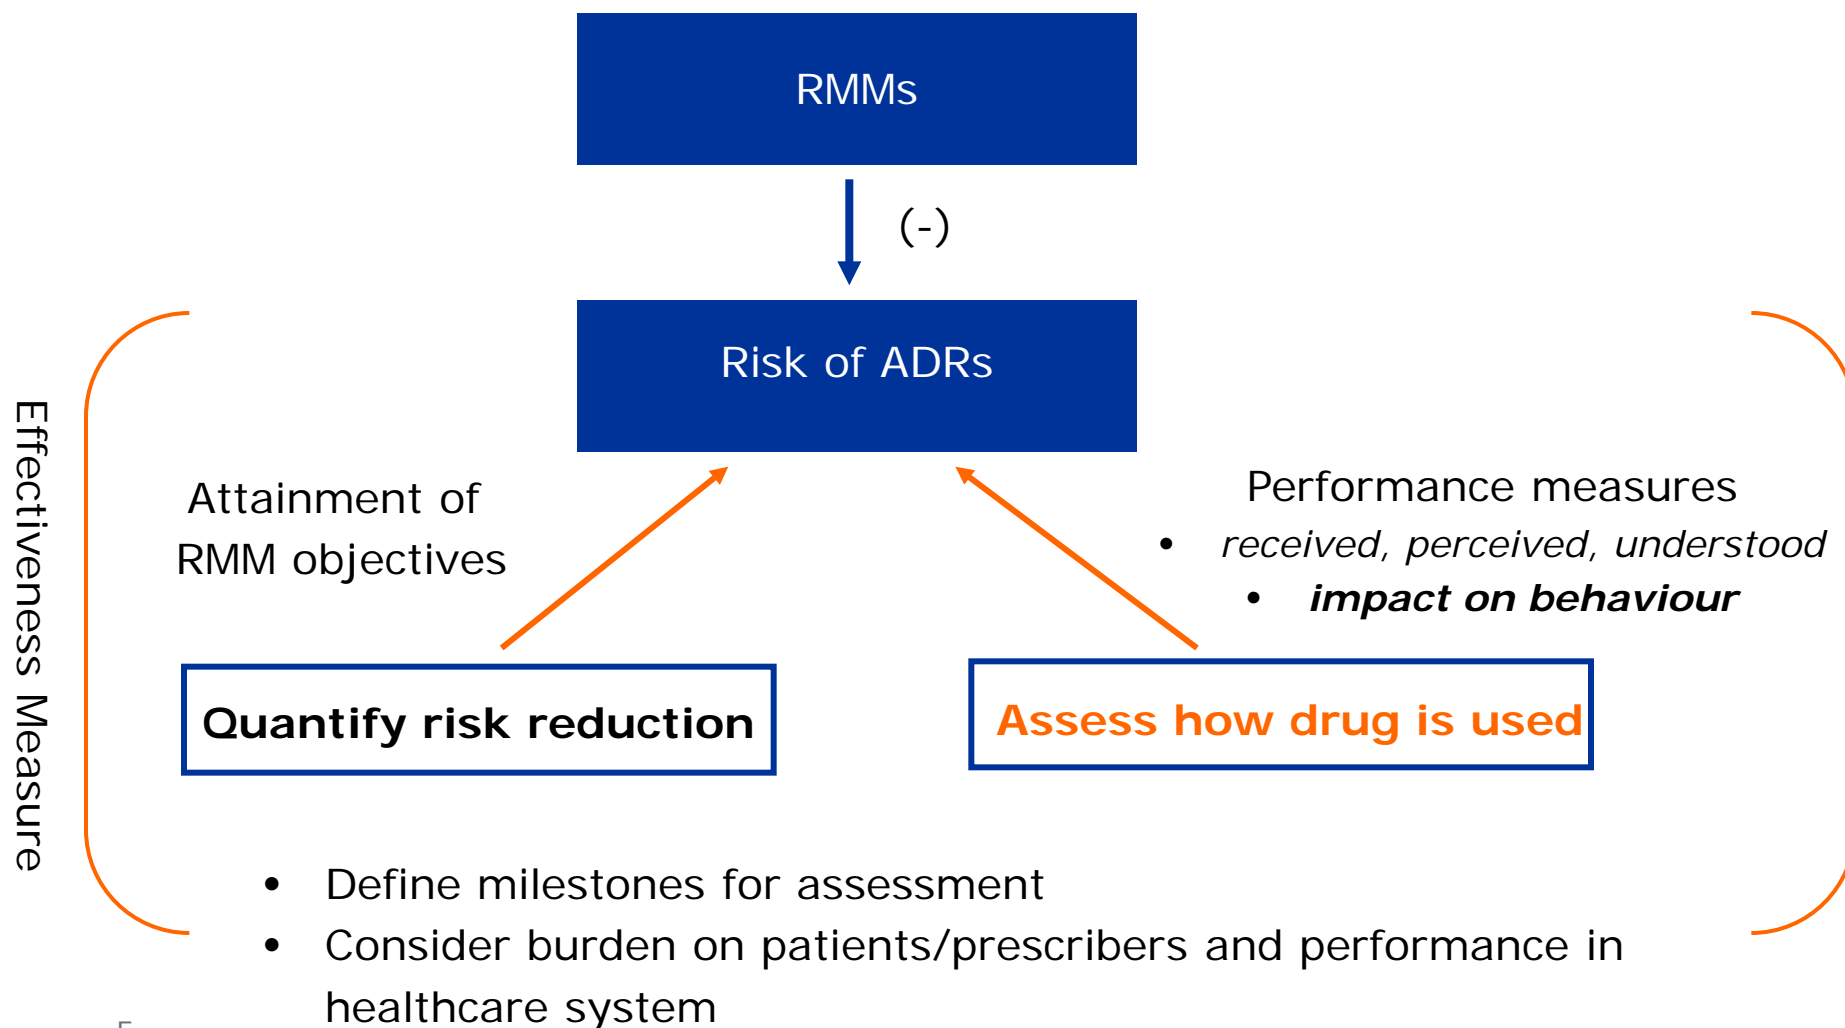 RMMs
(-)
Risk of ADRs
Effectiveness Measure
Attainment of
RMM objectives
Performance measures
• received, perceived, understood
• impact on behaviour
Quantify risk reduction
Assess how drug is used
• Define milestones for assessment
• Consider burden on patients/prescribers and performance in
healthcare system